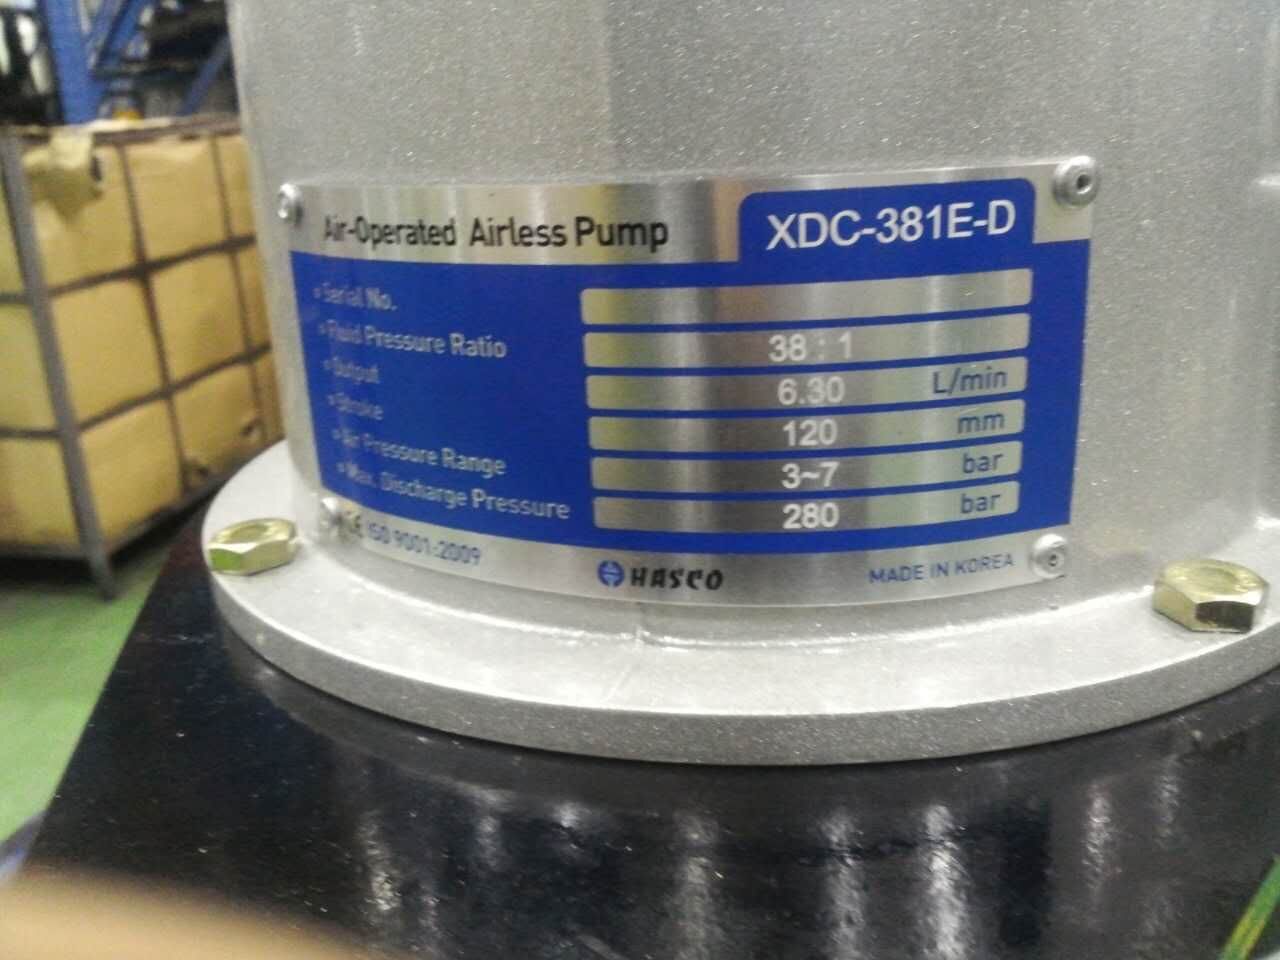 Air-Operated Airless Pump XDC-381E-D
Serial No.
Fluid Pressure Ratio 38 : 1
Output 6.30 L/min
Stroke 120 mm
Air Pressure Range 3~7 bar
Max. Discharge Pressure 280 bar
CE ISO 9001:2009 HASCO MADE IN KOREA